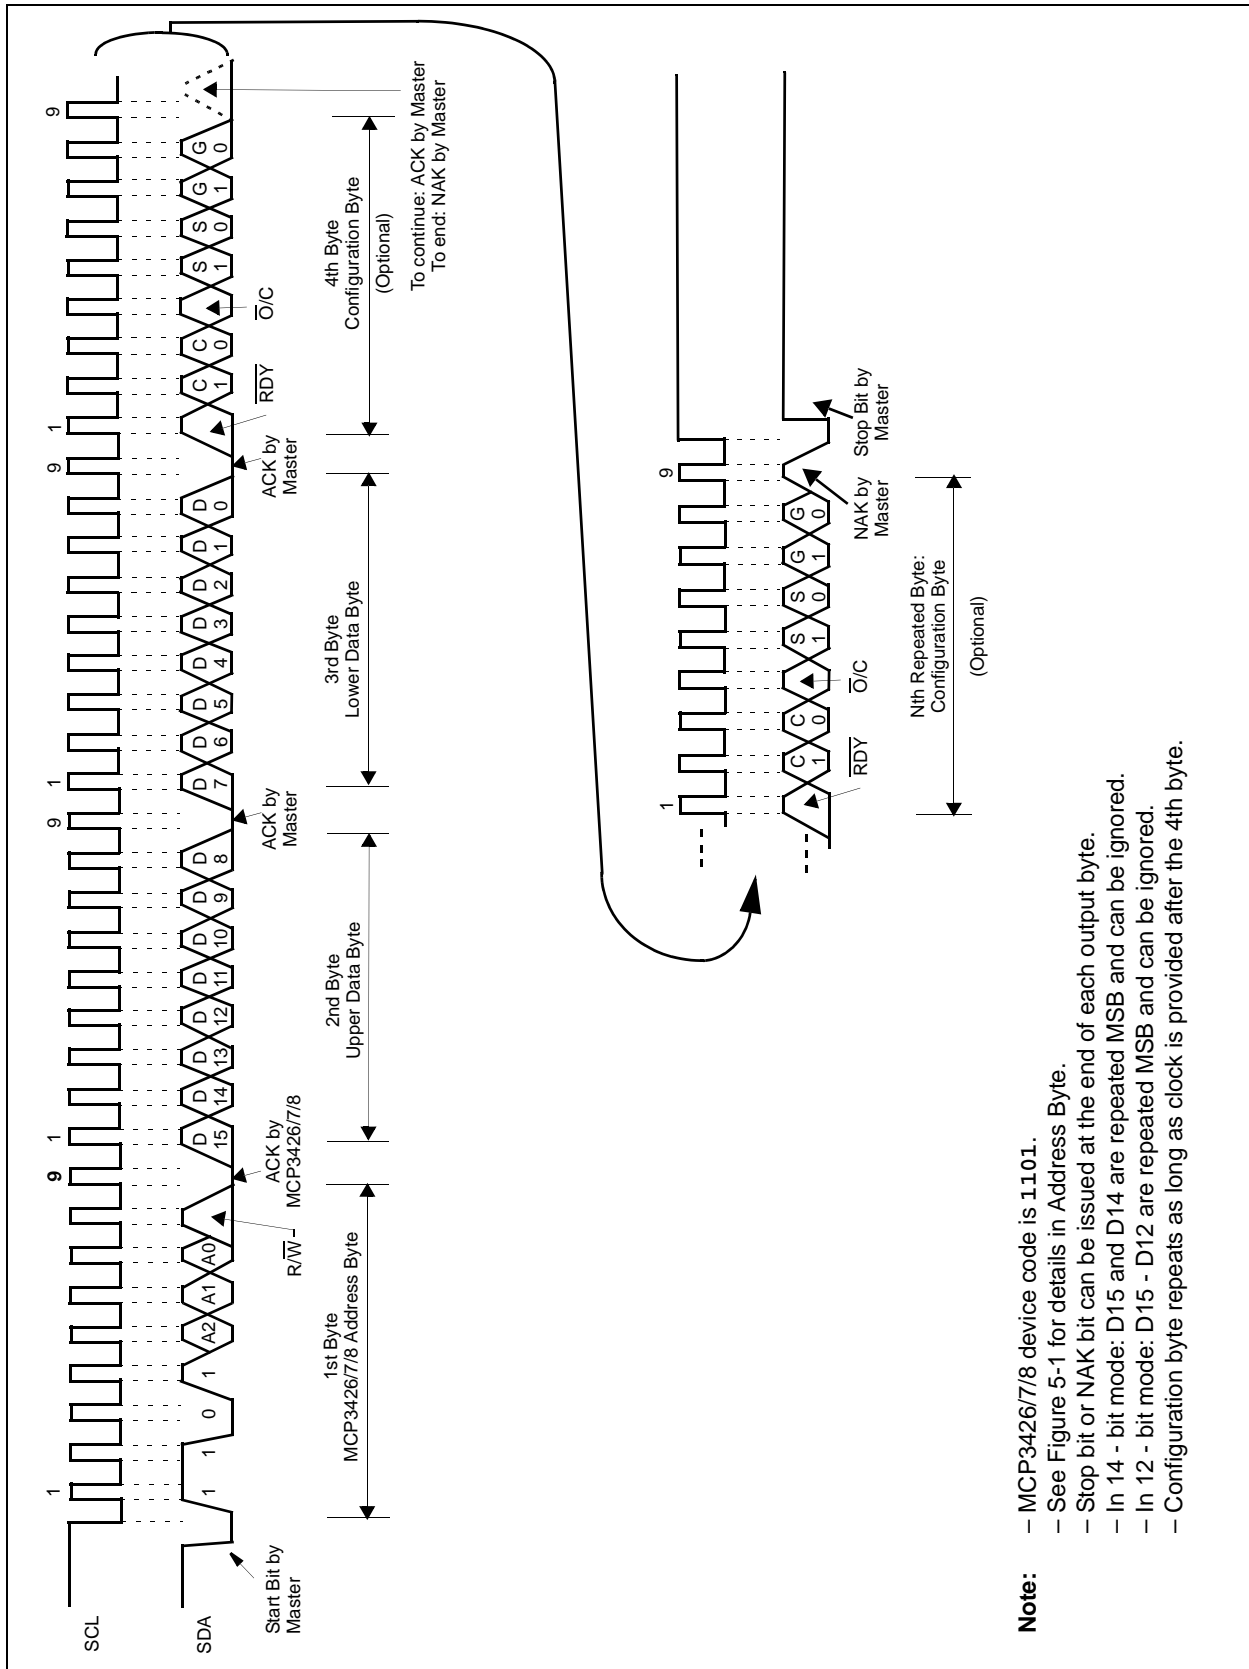 SCL
1
9
1
9
1
9
1
9
SDA
1
1
0
1
A2
A1
A0
D 15
D 14
D 13
D 12
D 11
D 10
D 9
D 8
D 7
D 6
D 5
D 4
D 3
D 2
D 1
D 0
C 1
C 0
S 1
S 0
G 1
G 0
Start Bit by
Master
R/W
ACK by
MCP3426/7/8
ACK by
Master
ACK by
Master
RDY
O/C
1st Byte
MCP3426/7/8 Address Byte
2nd Byte
Upper Data Byte
3rd Byte
Lower Data Byte
4th Byte
Configuration Byte
(Optional)
To continue: ACK by Master
To end: NAK by Master
1
9
C 1
C 0
S 1
S 0
G 1
G 0
RDY
O/C
NAK by
Master
Stop Bit by
Master
Nth Repeated Byte:
Configuration Byte
(Optional)
Note: – MCP3426/7/8 device code is 1101.
– See Figure 5-1 for details in Address Byte.
– Stop bit or NAK bit can be issued at the end of each output byte.
– In 14 - bit mode: D15 and D14 are repeated MSB and can be ignored.
– In 12 - bit mode: D15 - D12 are repeated MSB and can be ignored.
– Configuration byte repeats as long as clock is provided after the 4th byte.